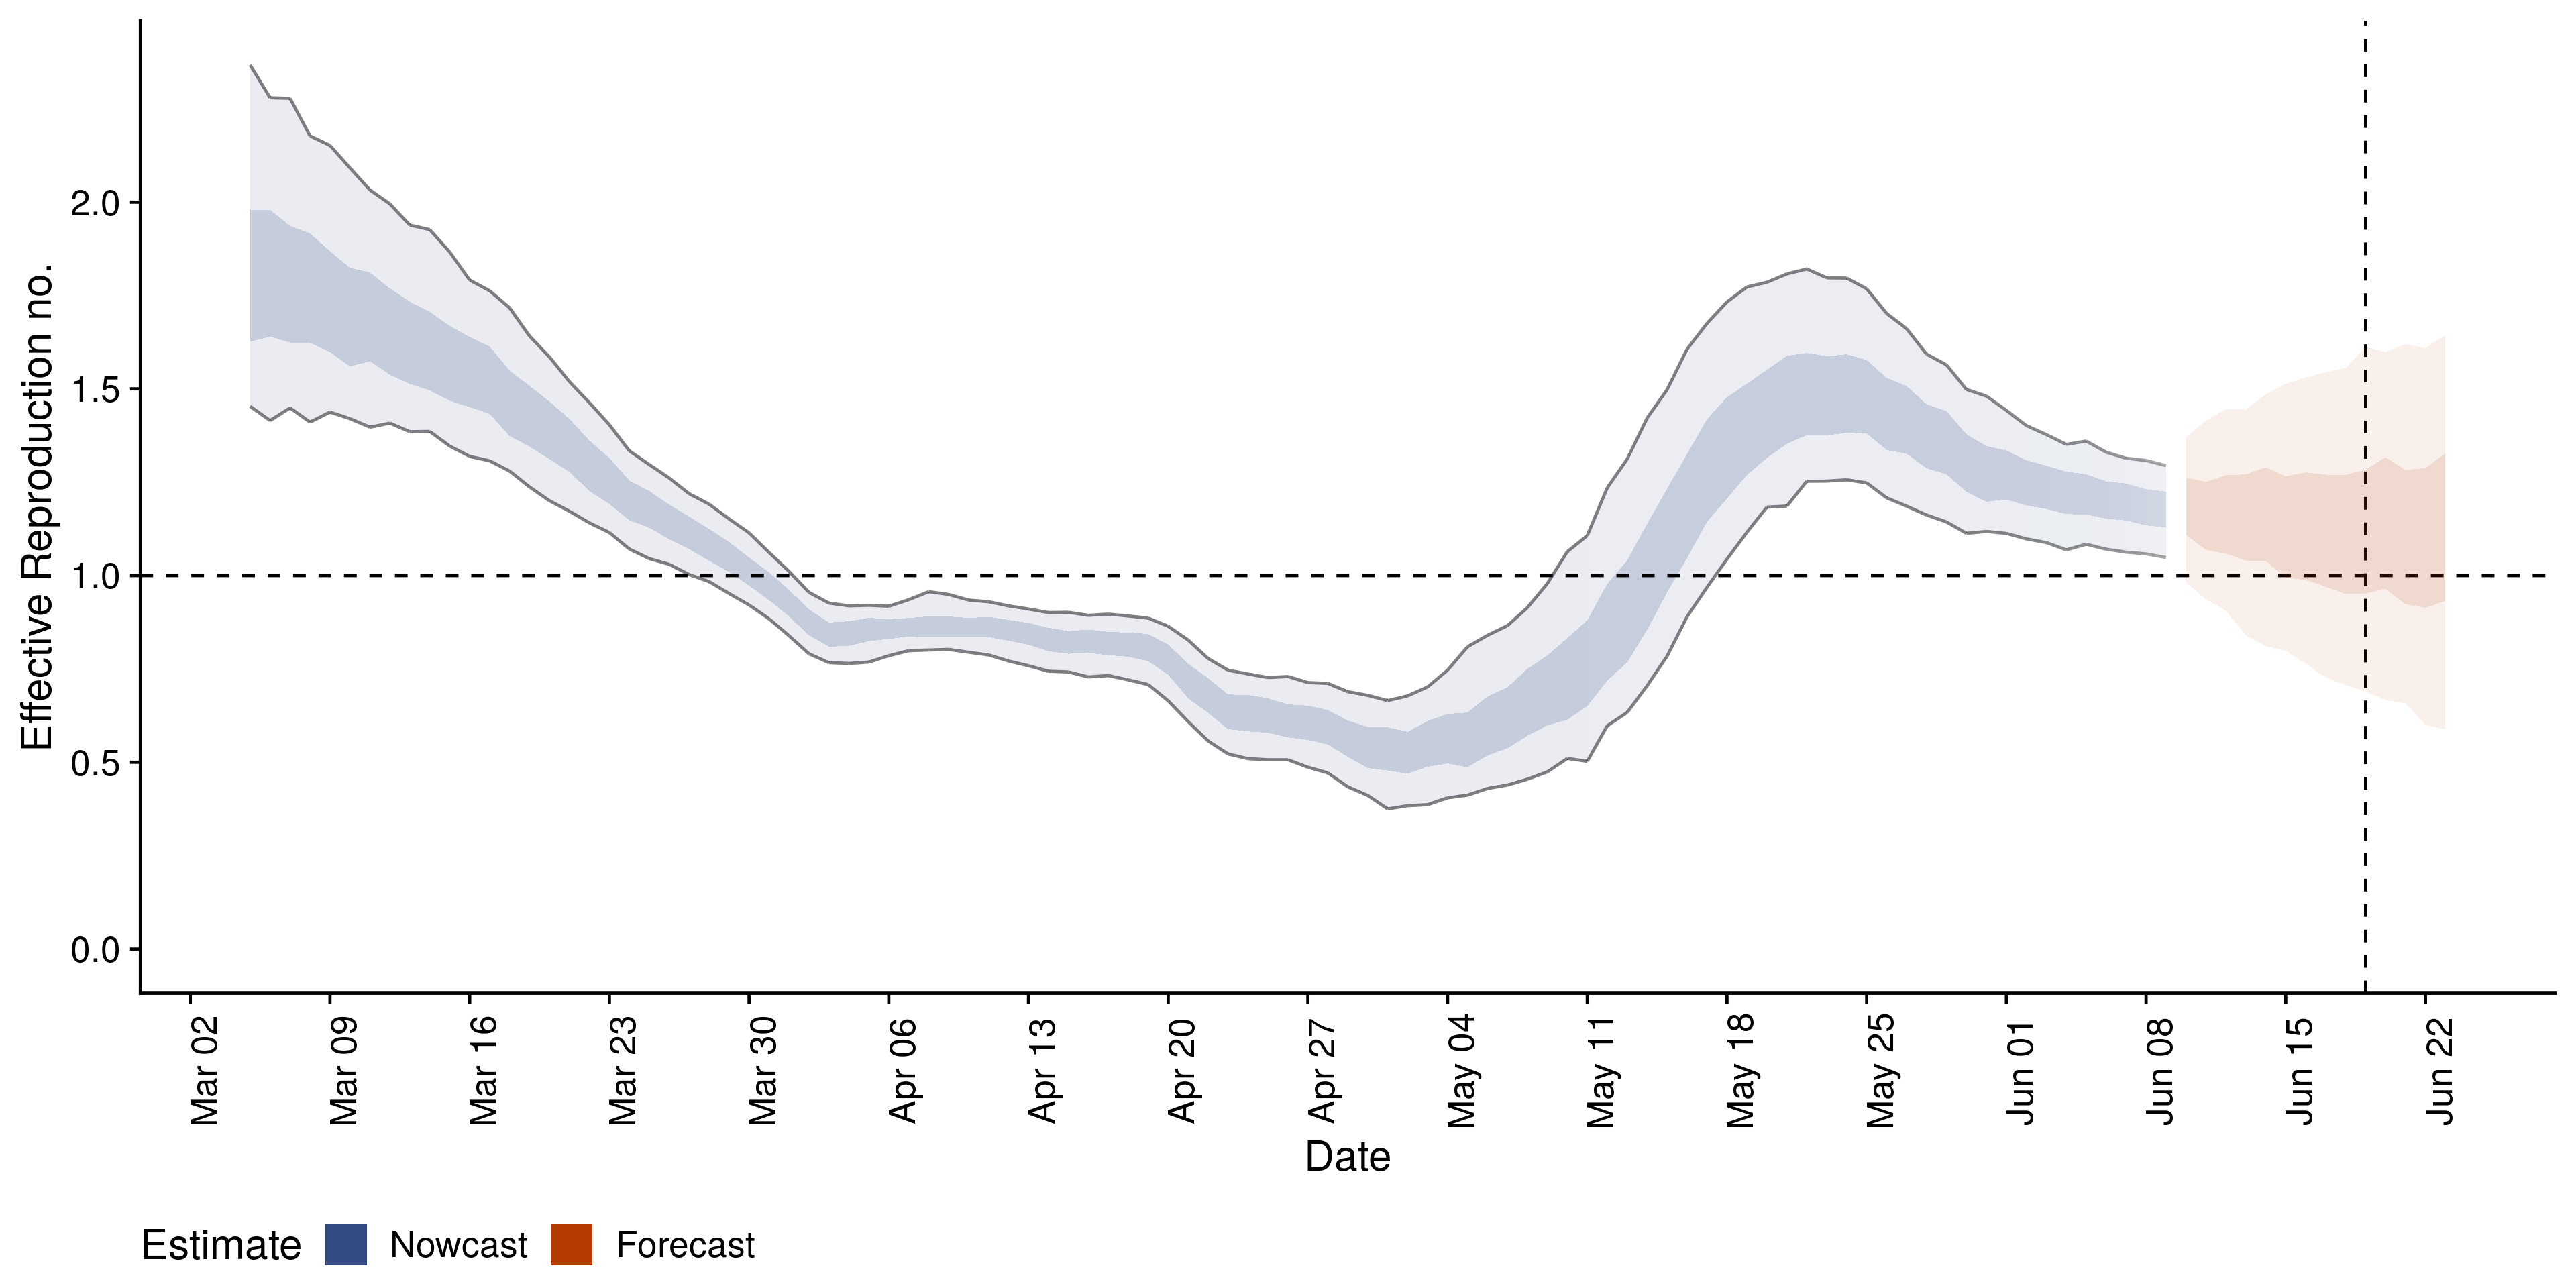 Effective Reproduction no.
2.0
1.5
1.0
0.5
0.0
Mar 02
Mar 09
Mar 16
Mar 23
Mar 30
Apr 06
Apr 13
Apr 20
Apr 27
May 04
May 11
May 18
May 25
Jun 01
Jun 08
Jun 15
Jun 22
Date
Estimate Nowcast Forecast